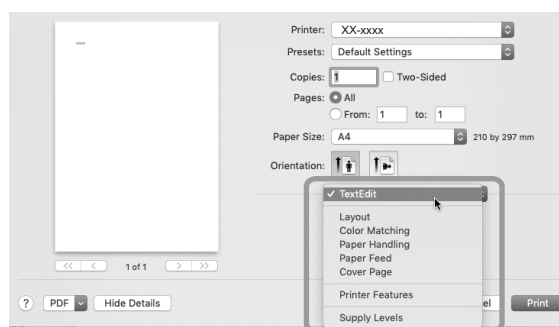 Printer: XX-xxxx
Presets: Default Settings
Copies: 1 Two-Sided
Pages: All
From: 1 to: 1
Paper Size: A4 210 by 297 mm
Orientation:
✓ TextEdit
Layout
Color Matching
Paper Handling
Paper Feed
Cover Page
Printer Features
Supply Levels
<< < 1 of 1 > >>
? PDF Hide Details el Print